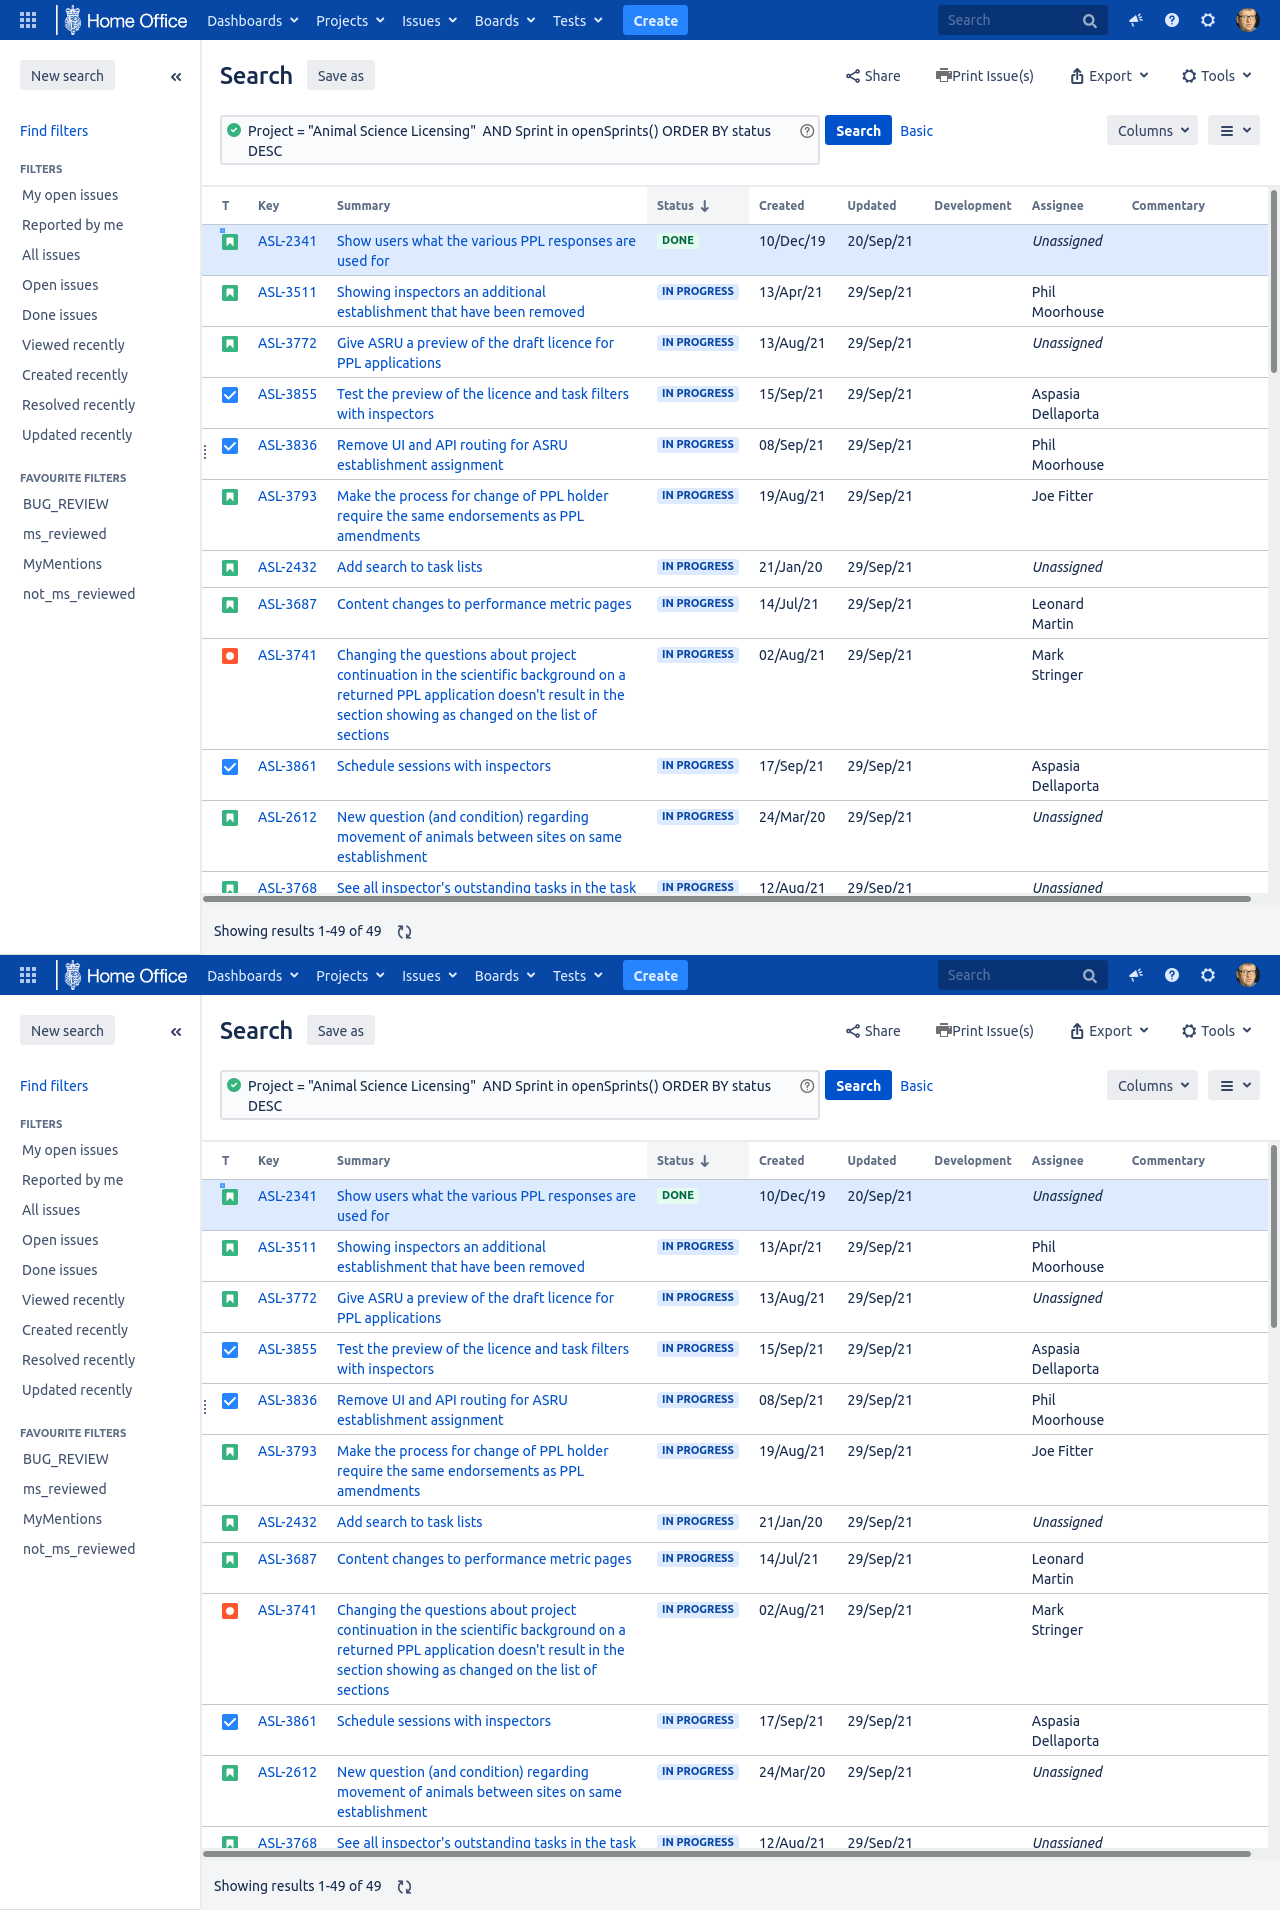 Home Office Dashboards Projects Issues Boards Tests Create Search
New search
Search Save as Share Print Issue(s) Export Tools
Find filters
Project = "Animal Science Licensing"  AND Sprint in openSprints() ORDER BY status
DESC
Search Basic Columns
FILTERS
My open issues
Reported by me
All issues
Open issues
Done issues
Viewed recently
Created recently
Resolved recently
Updated recently
FAVOURITE FILTERS
BUG_REVIEW
ms_reviewed
MyMentions
not_ms_reviewed
T Key Summary Status Created Updated Development Assignee Commentary
ASL-2341 Show users what the various PPL responses are DONE 10/Dec/19 20/Sep/21 Unassigned
used for
ASL-3511 Showing inspectors an additional IN PROGRESS 13/Apr/21 29/Sep/21 Phil
establishment that have been removed Moorhouse
ASL-3772 Give ASRU a preview of the draft licence for IN PROGRESS 13/Aug/21 29/Sep/21 Unassigned
PPL applications
ASL-3855 Test the preview of the licence and task filters IN PROGRESS 15/Sep/21 29/Sep/21 Aspasia
with inspectors Dellaporta
ASL-3836 Remove UI and API routing for ASRU IN PROGRESS 08/Sep/21 29/Sep/21 Phil
establishment assignment Moorhouse
ASL-3793 Make the process for change of PPL holder IN PROGRESS 19/Aug/21 29/Sep/21 Joe Fitter
require the same endorsements as PPL
amendments
ASL-2432 Add search to task lists IN PROGRESS 21/Jan/20 29/Sep/21 Unassigned
ASL-3687 Content changes to performance metric pages IN PROGRESS 14/Jul/21 29/Sep/21 Leonard
Martin
ASL-3741 Changing the questions about project IN PROGRESS 02/Aug/21 29/Sep/21 Mark
continuation in the scientific background on a Stringer
returned PPL application doesn't result in the
section showing as changed on the list of
sections
ASL-3861 Schedule sessions with inspectors IN PROGRESS 17/Sep/21 29/Sep/21 Aspasia
Dellaporta
ASL-2612 New question (and condition) regarding IN PROGRESS 24/Mar/20 29/Sep/21 Unassigned
movement of animals between sites on same
establishment
ASL-3768 See all inspector's outstanding tasks in the task IN PROGRESS 12/Aug/21 29/Sep/21 Unassigned
Showing results 1-49 of 49
Home Office Dashboards Projects Issues Boards Tests Create Search
New search
Search Save as Share Print Issue(s) Export Tools
Find filters
Project = "Animal Science Licensing"  AND Sprint in openSprints() ORDER BY status
DESC
Search Basic Columns
FILTERS
My open issues
Reported by me
All issues
Open issues
Done issues
Viewed recently
Created recently
Resolved recently
Updated recently
FAVOURITE FILTERS
BUG_REVIEW
ms_reviewed
MyMentions
not_ms_reviewed
T Key Summary Status Created Updated Development Assignee Commentary
ASL-2341 Show users what the various PPL responses are DONE 10/Dec/19 20/Sep/21 Unassigned
used for
ASL-3511 Showing inspectors an additional IN PROGRESS 13/Apr/21 29/Sep/21 Phil
establishment that have been removed Moorhouse
ASL-3772 Give ASRU a preview of the draft licence for IN PROGRESS 13/Aug/21 29/Sep/21 Unassigned
PPL applications
ASL-3855 Test the preview of the licence and task filters IN PROGRESS 15/Sep/21 29/Sep/21 Aspasia
with inspectors Dellaporta
ASL-3836 Remove UI and API routing for ASRU IN PROGRESS 08/Sep/21 29/Sep/21 Phil
establishment assignment Moorhouse
ASL-3793 Make the process for change of PPL holder IN PROGRESS 19/Aug/21 29/Sep/21 Joe Fitter
require the same endorsements as PPL
amendments
ASL-2432 Add search to task lists IN PROGRESS 21/Jan/20 29/Sep/21 Unassigned
ASL-3687 Content changes to performance metric pages IN PROGRESS 14/Jul/21 29/Sep/21 Leonard
Martin
ASL-3741 Changing the questions about project IN PROGRESS 02/Aug/21 29/Sep/21 Mark
continuation in the scientific background on a Stringer
returned PPL application doesn't result in the
section showing as changed on the list of
sections
ASL-3861 Schedule sessions with inspectors IN PROGRESS 17/Sep/21 29/Sep/21 Aspasia
Dellaporta
ASL-2612 New question (and condition) regarding IN PROGRESS 24/Mar/20 29/Sep/21 Unassigned
movement of animals between sites on same
establishment
ASL-3768 See all inspector's outstanding tasks in the task IN PROGRESS 12/Aug/21 29/Sep/21 Unassigned
Showing results 1-49 of 49